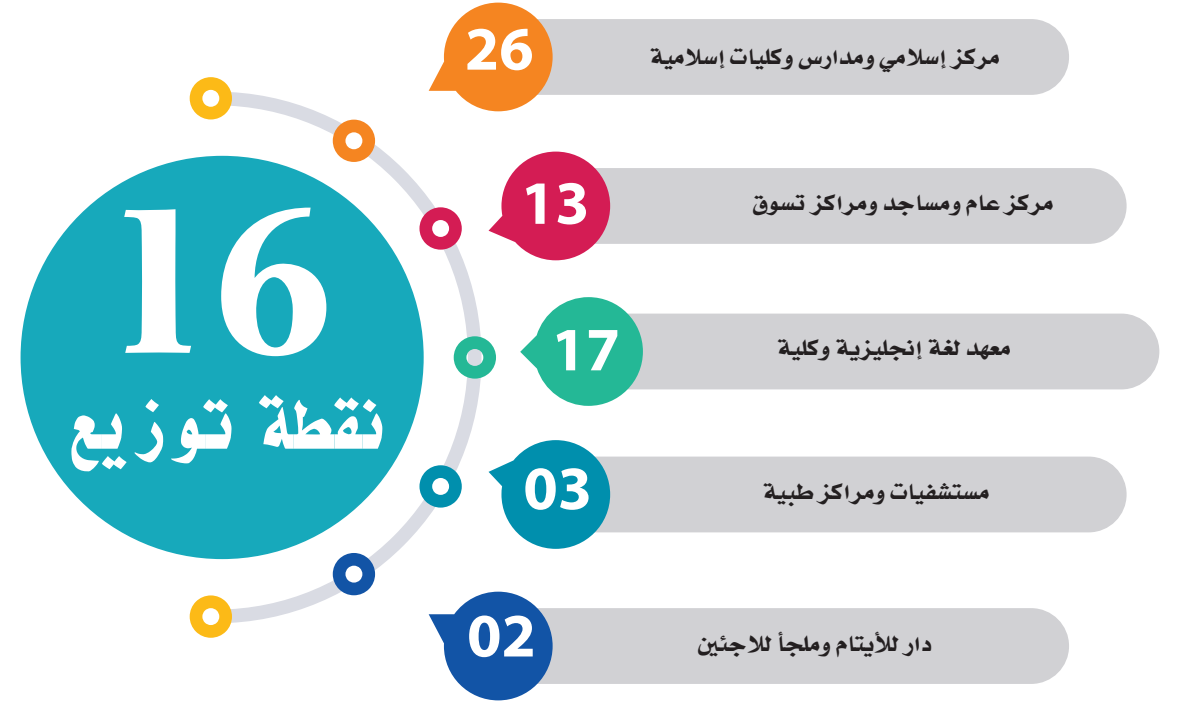 16
نقطة توزيع
26
مركز إسلامي ومدارس وكليات إسلامية
13
مركز عام ومساجد ومراكز تسوق
17
معهد لغة إنجليزية وكلية
03
مستشفيات ومراكز طبية
02
دار للأيتام وملجأ للاجئين